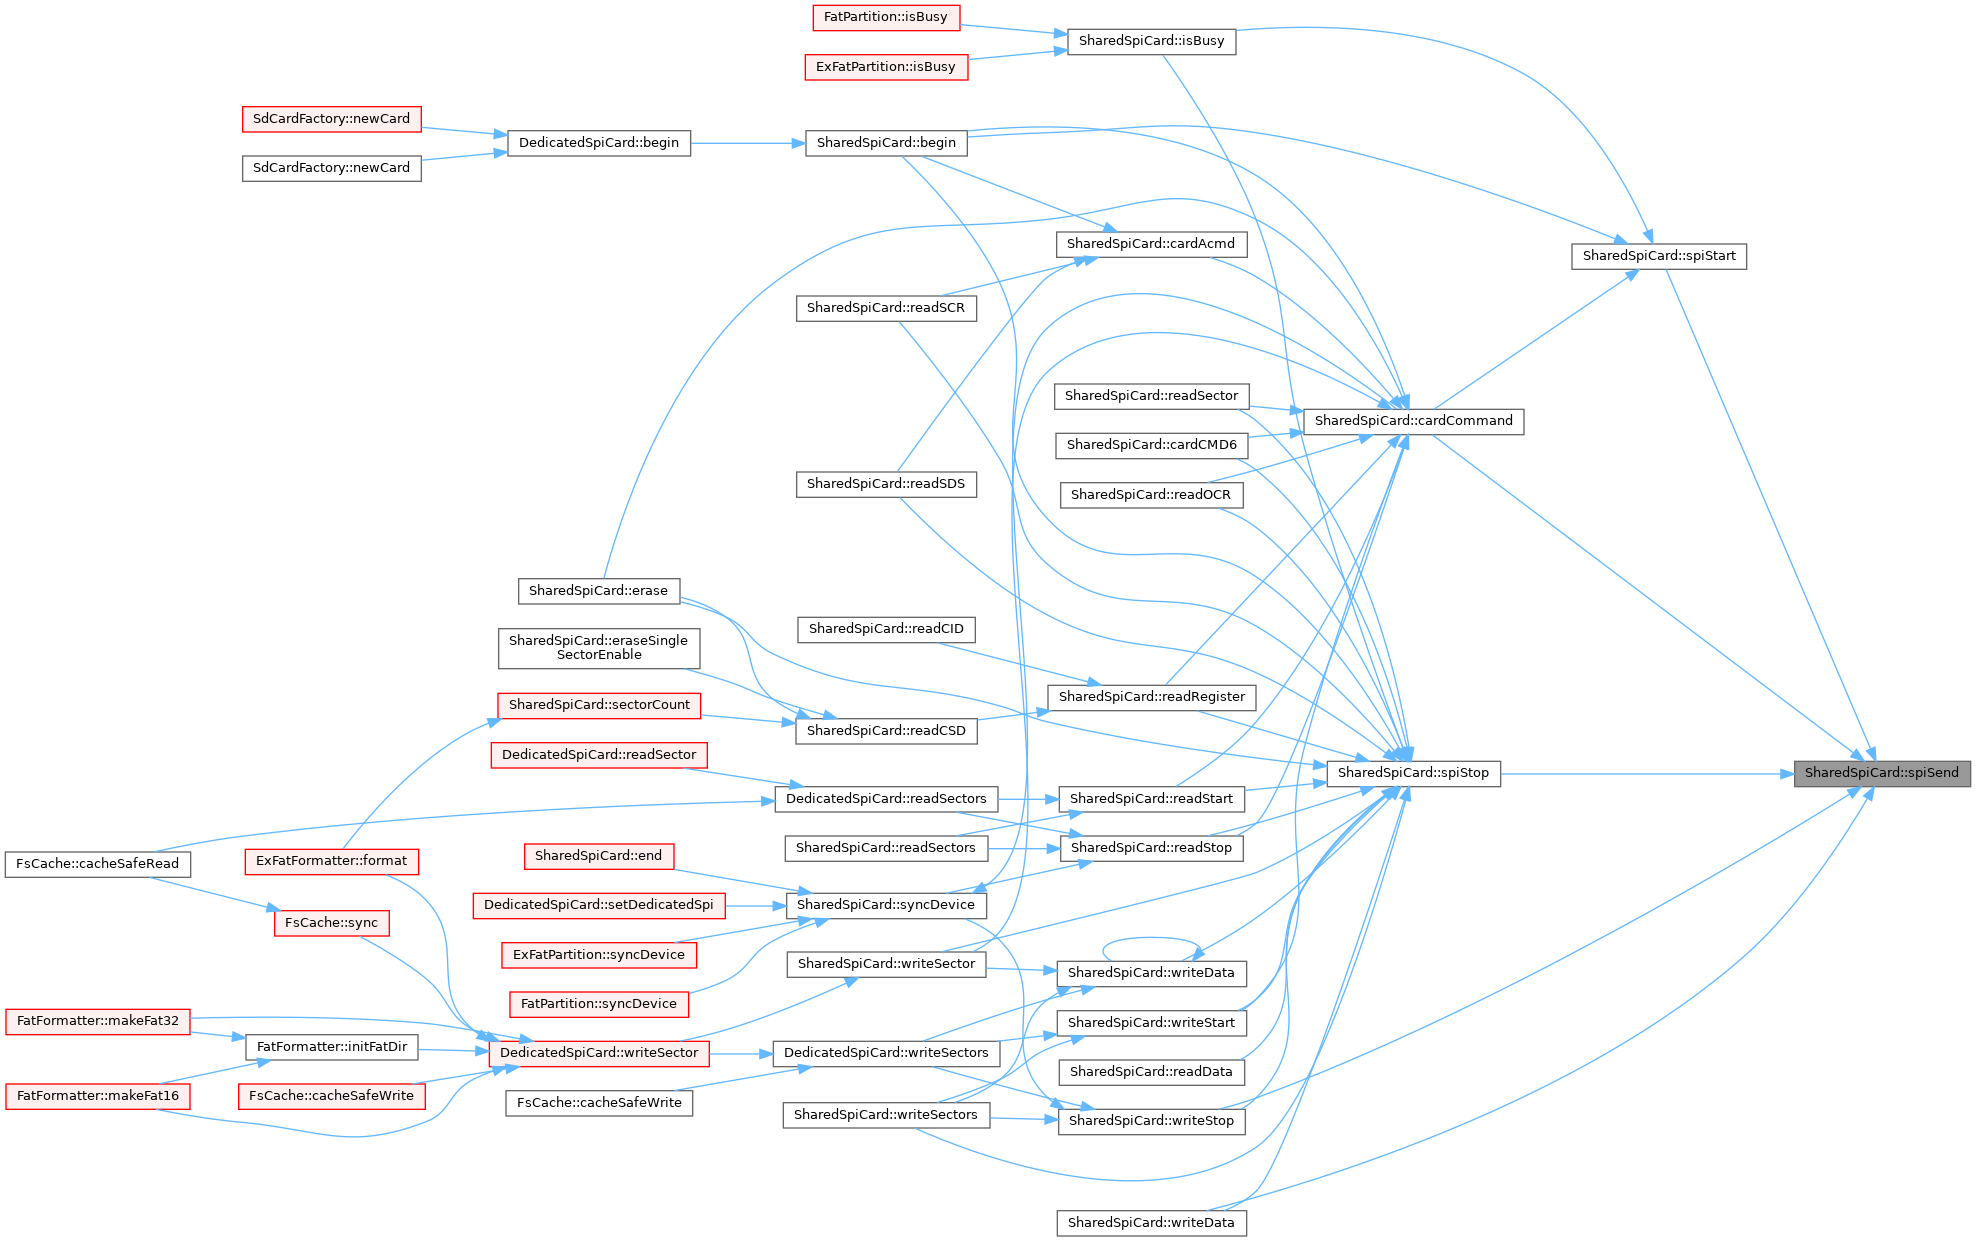 FatPartition::isBusy
SharedSpiCard::isBusy
ExFatPartition::isBusy
SdCardFactory::newCard
DedicatedSpiCard::begin
SharedSpiCard::begin
SdCardFactory::newCard
SharedSpiCard::cardAcmd
SharedSpiCard::spiStart
SharedSpiCard::readSCR
SharedSpiCard::readSector
SharedSpiCard::cardCommand
SharedSpiCard::cardCMD6
SharedSpiCard::readSDS
SharedSpiCard::readOCR
SharedSpiCard::erase
SharedSpiCard::readCID
SharedSpiCard::eraseSingle
SectorEnable
SharedSpiCard::readRegister
SharedSpiCard::sectorCount
SharedSpiCard::readCSD
DedicatedSpiCard::readSector
SharedSpiCard::spiStop
SharedSpiCard::spiSend
DedicatedSpiCard::readSectors
SharedSpiCard::readStart
SharedSpiCard::readSectors
SharedSpiCard::readStop
FsCache::cacheSafeRead
ExFatFormatter::format
SharedSpiCard::end
DedicatedSpiCard::setDedicatedSpi
SharedSpiCard::syncDevice
FsCache::sync
ExFatPartition::syncDevice
SharedSpiCard::writeSector
SharedSpiCard::writeData
FatPartition::syncDevice
FatFormatter::makeFat32
SharedSpiCard::writeStart
FatFormatter::initFatDir
DedicatedSpiCard::writeSector
DedicatedSpiCard::writeSectors
SharedSpiCard::readData
FatFormatter::makeFat16
FsCache::cacheSafeWrite
FsCache::cacheSafeWrite
SharedSpiCard::writeSectors
SharedSpiCard::writeStop
SharedSpiCard::writeData